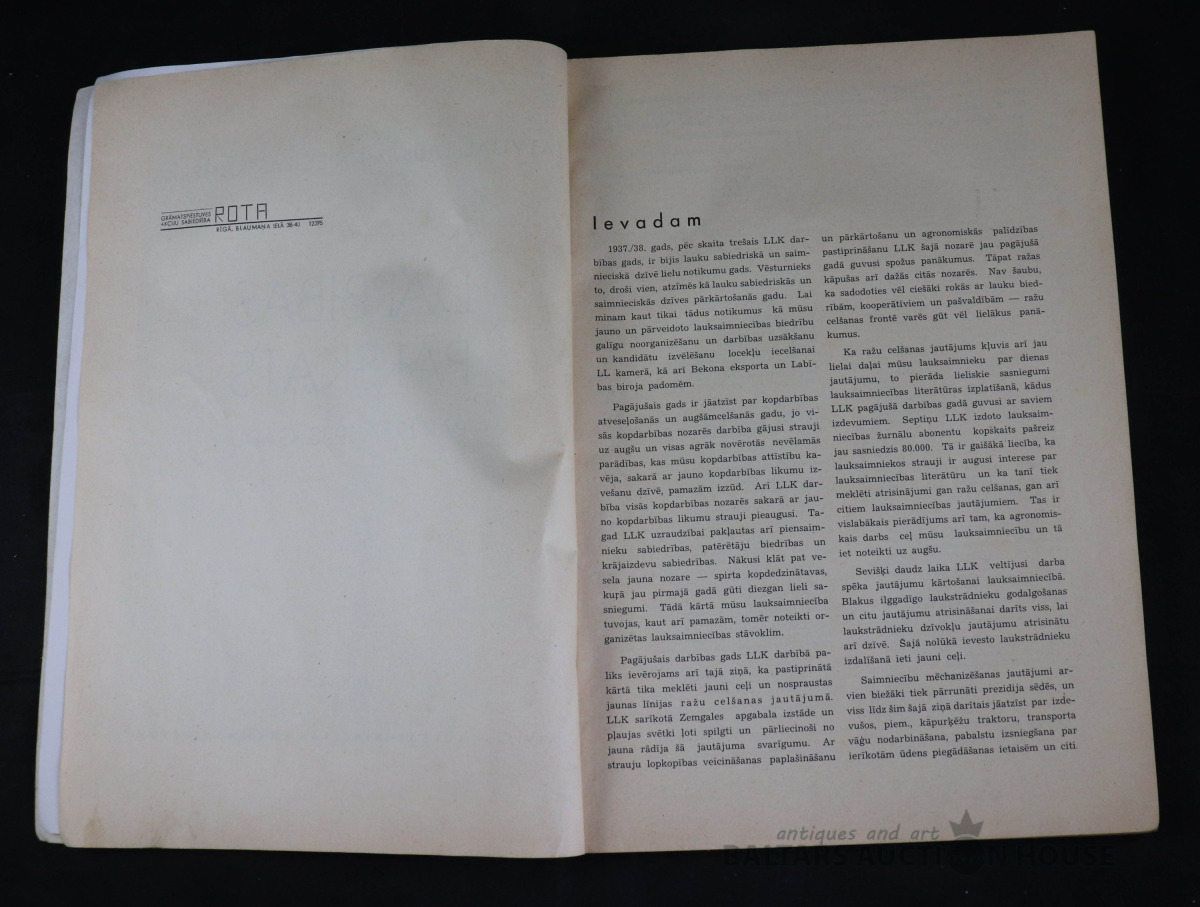 GRĀMATSPIESTUVES
AKCIJU SABIEDRĪBA
ROTA
RĪGĀ, BLAUMAŅA IELĀ 38-40 12395
Ievadam
1937./38. gads, pēc skaita trešais LLK dar-
bības gads, ir bijis lauku sabiedriskā un saim-
nieciskā dzīvē lielu notikumu gads. Vēsturnieks
to, droši vien, atzīmēs kā lauku sabiedriskās un
saimnieciskās dzīves pārkārtošanās gadu. Lai
minam kaut tikai tādus notikumus kā mūsu
jauno un pārveidoto lauksaimniecības biedrību
galīgu noorganizēšanu un darbības uzsākšanu
un kandidātu izvēlēšanu locekļu iecelšanai
LL kamerā, kā arī Bekona eksporta un Labī-
bas biroja padomēm.
Pagājušais gads ir jāatzīst par kopdarbības
atveseļošanās un augšāmcelšanās gadu, jo vi-
sās kopdarbības nozarēs darbība gājusi strauji
uz augšu un visas agrāk novērotās nevēlamās
parādības, kas mūsu kopdarbības attīstību ka-
vēja, sakarā ar jauno kopdarbības likumu iz-
vešanu dzīvē, pamazām izzūd. Arī LLK dar-
bība visās kopdarbības nozarēs sakarā ar jau-
no kopdarbības likumu strauji pieaugusi. Ta-
gad LLK uzraudzībai pakļautas arī piensaim-
nieku sabiedrības, patērētāju biedrības un
krājaizdevu sabiedrības. Nākusi klāt pat ve-
sela jauna nozare — spirta kopdedzinātavas,
kuŗā jau pirmajā gadā gūti diezgan lieli sa-
sniegumi. Tādā kārtā mūsu lauksaimniecība
tuvojas, kaut arī pamazām, tomēr noteikti or-
ganizētas lauksaimniecības stāvoklim.
Pagājušais darbības gads LLK darbībā pa-
liks ievērojams arī tajā ziņā, ka pastiprinātā
kārtā tika meklēti jauni ceļi un nospraustas
jaunas līnijas ražu celšanas jautājumā.
LLK sarīkotā Zemgales apgabala izstāde un
pļaujas svētki ļoti spilgti un pārliecinoši no
jauna rādīja šā jautājuma svarīgumu. Ar
strauju lopkopības veicināšanas paplašināšanu
un pārkārtošanu un agronomiskās palīdzības
pastiprināšanu LLK šajā nozarē jau pagājušā
gadā guvusi spožus panākumus. Tāpat ražas
kāpušas arī dažās citās nozarēs. Nav šaubu,
ka sadodoties vēl ciešāki rokās ar lauku bied-
rībām, kooperātīviem un pašvaldībām — ražu
celšanas frontē varēs gūt vēl lielākus panā-
kumus.
Ka ražu celšanas jautājums kļuvis arī jau
lielai daļai mūsu lauksaimnieku par dienas
jautājumu, to pierāda lieliskie sasniegumi
lauksaimniecības literātūras izplatīšanā, kādus
LLK pagājušā darbības gadā guvusi ar saviem
izdevumiem. Septiņu LLK izdoto lauksaim-
niecības žurnālu abonentu kopskaits pašreiz
jau sasniedzis 80.000. Tā ir gaišākā liecība, ka
lauksaimniekos strauji ir augusi interese par
lauksaimniecības literātūru un ka tanī tiek
meklēti atrisinājumi gan ražu celšanas, gan arī
citiem lauksaimniecības jautājumiem. Tas ir
vislabākais pierādījums arī tam, ka agronomis-
kais darbs ceļ mūsu lauksaimniecību un tā
iet noteikti uz augšu.
Sevišķi daudz laika LLK veltījusi darba
spēka jautājumu kārtošanai lauksaimniecībā.
Blakus ilggadīgo laukstrādnieku godalgošanas
un citu jautājumu atrisināšanai darīts viss, lai
laukstrādnieku dzīvokļu jautājumu atrisinātu
arī dzīvē. Šajā nolūkā ievesto laukstrādnieku
izdalīšanā ieti jauni ceļi.
Saimniecību mēchanizēšanas jautājumi ar-
vien biežāki tiek pārrunāti prezidija sēdēs, un
viss līdz šim šajā ziņā darītais jāatzīst par izde-
vušos, piem., kāpurķēžu traktoru, transporta
vāģu nodarbināšana, pabalstu izsniegšana par
ierīkotām ūdens piegādāšanas ietaisēm un citi
antiques and art
BALTARS AUCTION HOUSE